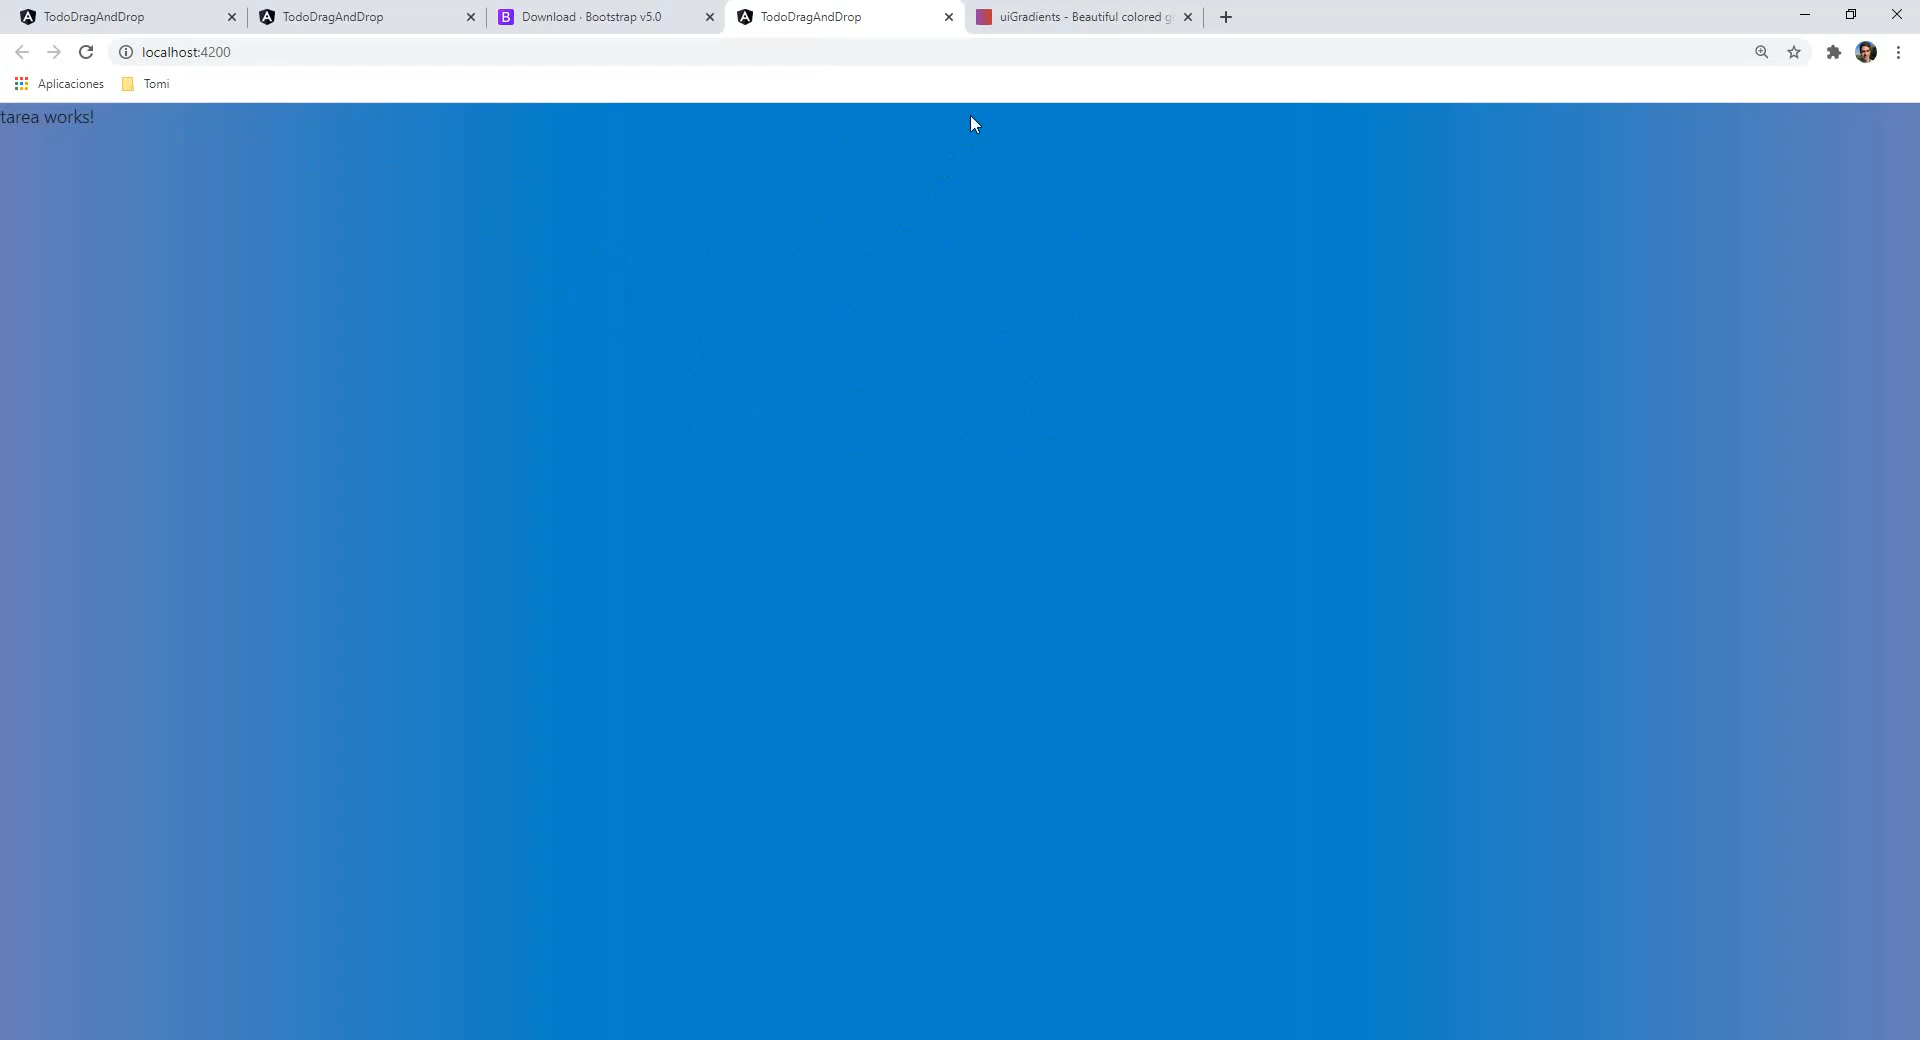 TodoDragAndDrop
TodoDragAndDrop
Download · Bootstrap v5.0
TodoDragAndDrop
uiGradients - Beautiful colored g
localhost:4200
Aplicaciones
Tomi
tarea works!